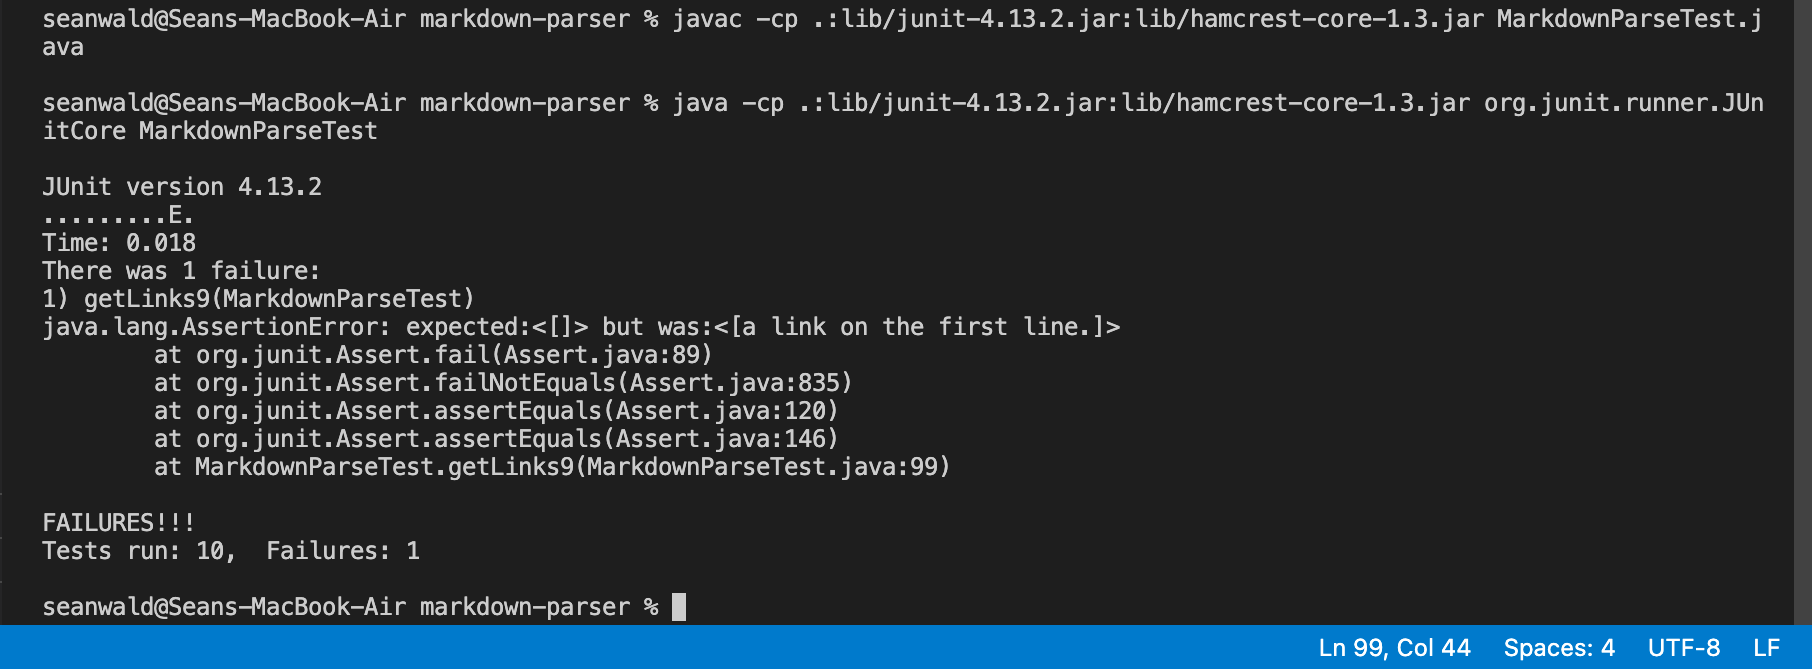 seanwald@Seans-MacBook-Air markdown-parser % javac -cp .:lib/junit-4.13.2.jar:lib/hamcrest-core-1.3.jar MarkdownParseTest.j
ava
seanwald@Seans-MacBook-Air markdown-parser % java -cp .:lib/junit-4.13.2.jar:lib/hamcrest-core-1.3.jar org.junit.runner.JUn
itCore MarkdownParseTest
JUnit version 4.13.2
.........E.
Time: 0.018
There was 1 failure:
1) getLinks9(MarkdownParseTest)
java.lang.AssertionError: expected:<[]> but was:<[a link on the first line.]>
        at org.junit.Assert.fail(Assert.java:89)
        at org.junit.Assert.failNotEquals(Assert.java:835)
        at org.junit.Assert.assertEquals(Assert.java:120)
        at org.junit.Assert.assertEquals(Assert.java:146)
        at MarkdownParseTest.getLinks9(MarkdownParseTest.java:99)
FAILURES!!!
Tests run: 10,  Failures: 1
seanwald@Seans-MacBook-Air markdown-parser %
Ln 99, Col 44 Spaces: 4 UTF-8 LF